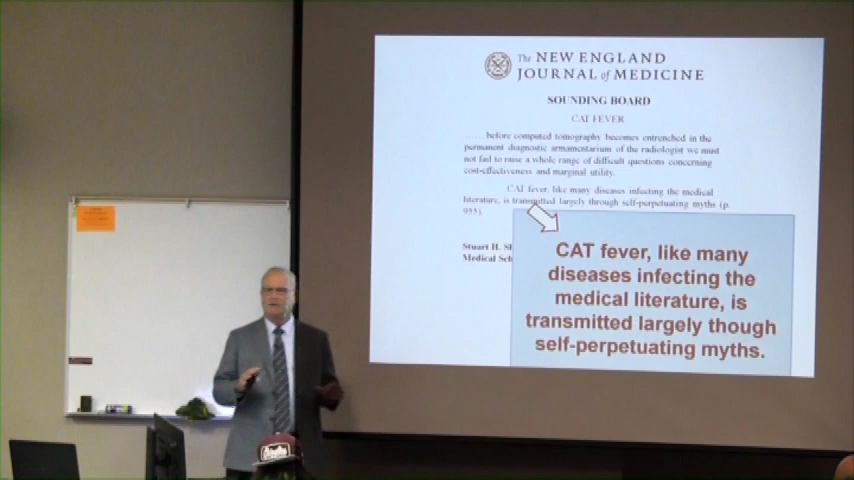 The NEW ENGLAND
JOURNAL of MEDICINE
SOUNDING BOARD
CAT FEVER
..... before computed tomography becomes entrenched in the
permanent diagnostic armamentarium of the radiologist we must
not fail to raise a whole range of difficult questions concerning
cost-effectiveness and marginal utility.
CAT fever, like many diseases infecting the medical
literature, is transmitted largely through self-perpetuating myths (p.
955).
Stuart H.
Medical Sch
CAT fever, like many
diseases infecting the
medical literature, is
transmitted largely though
self-perpetuating myths.